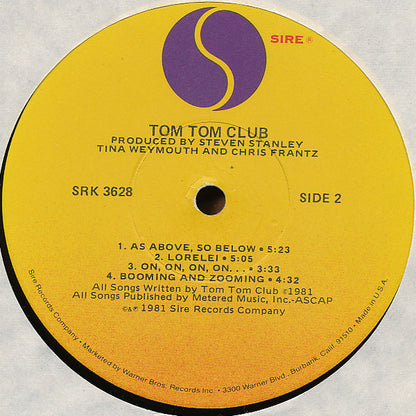 SIRE ®
TOM TOM CLUB
PRODUCED BY STEVEN STANLEY
TINA WEYMOUTH AND CHRIS FRANTZ
SRK 3628
SIDE 2
1. AS ABOVE, SO BELOW • 5:23
2. LORELEI • 5:05
3. ON, ON, ON, ON. . . • 3:33
4. BOOMING AND ZOOMING • 4:32
All Songs Written by Tom Tom Club ©1981
All Songs Published by Metered Music, Inc.-ASCAP
©℗ 1981 Sire Records Company
Sire Records Company • Marketed by Warner Bros. Records Inc. • 3300 Warner Blvd., Burbank, Calif. 91510 • Made in U.S.A.